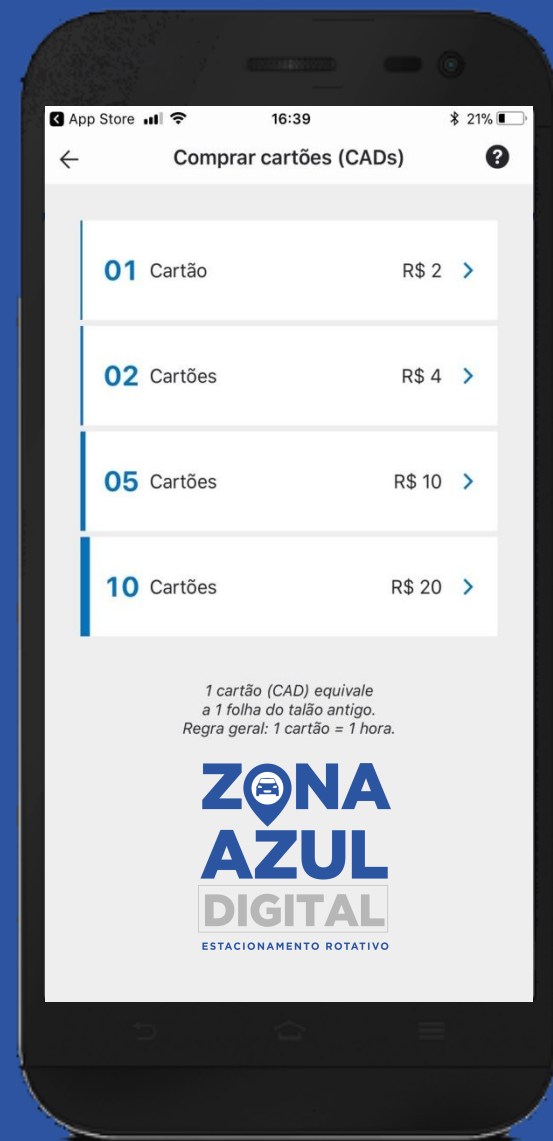 App Store 16:39 21%
Comprar cartões (CADs) ?
01 Cartão R$ 2
02 Cartões R$ 4
05 Cartões R$ 10
10 Cartões R$ 20
1 cartão (CAD) equivale
a 1 folha do talão antigo.
Regra geral: 1 cartão = 1 hora.
ZONA
AZUL
DIGITAL
ESTACIONAMENTO ROTATIVO